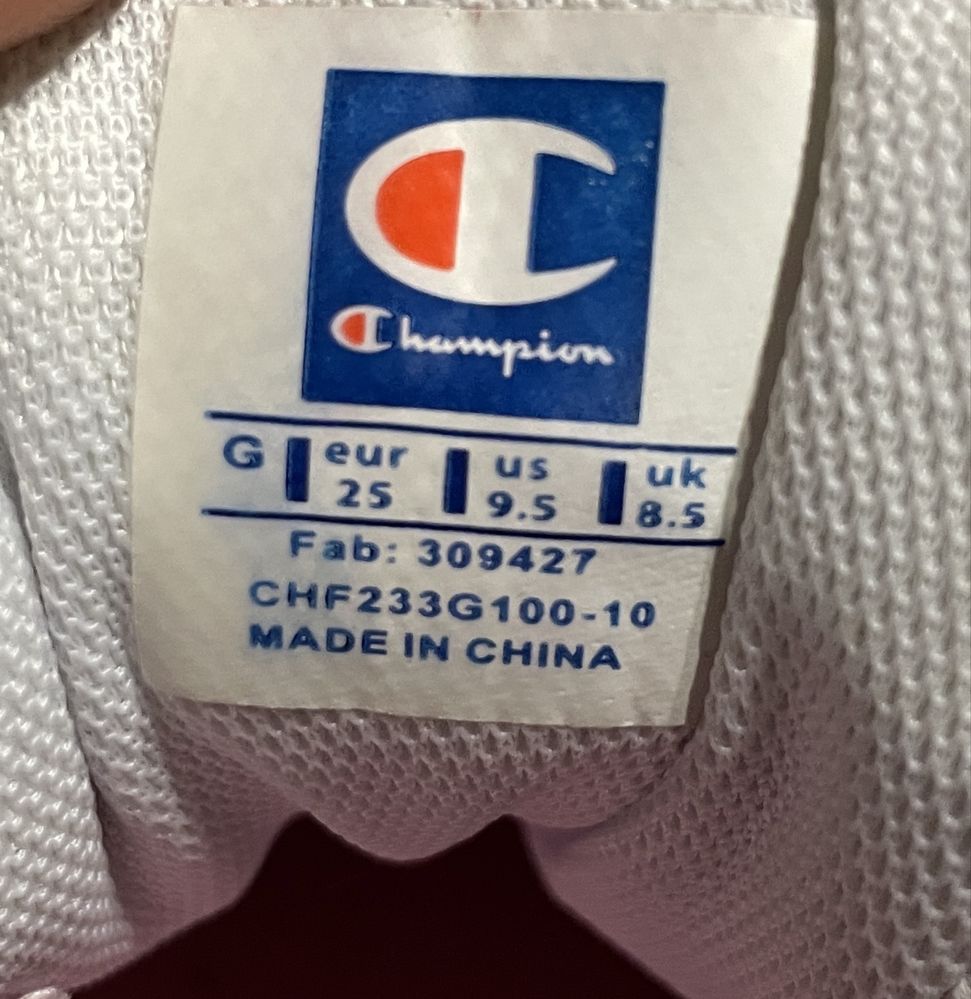 Champion
G eur us uk
25 9.5 8.5
Fab: 309427
CHF233G100-10
MADE IN CHINA